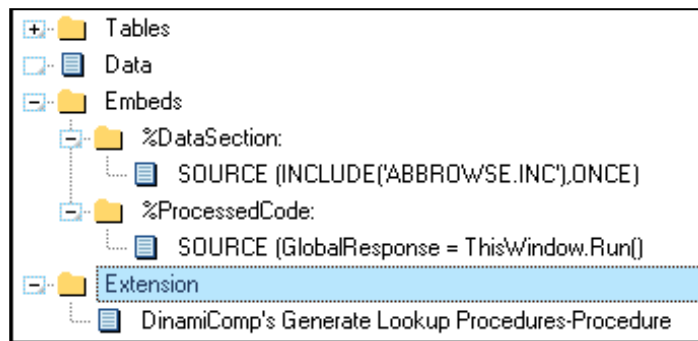 Tables
Data
Embeds
%DataSection:
SOURCE (INCLUDE('ABBROWSE.INC'),ONCE)
%ProcessedCode:
SOURCE (GlobalResponse = ThisWindow.Run()
Extension
DinamiComp's Generate Lookup Procedures-Procedure